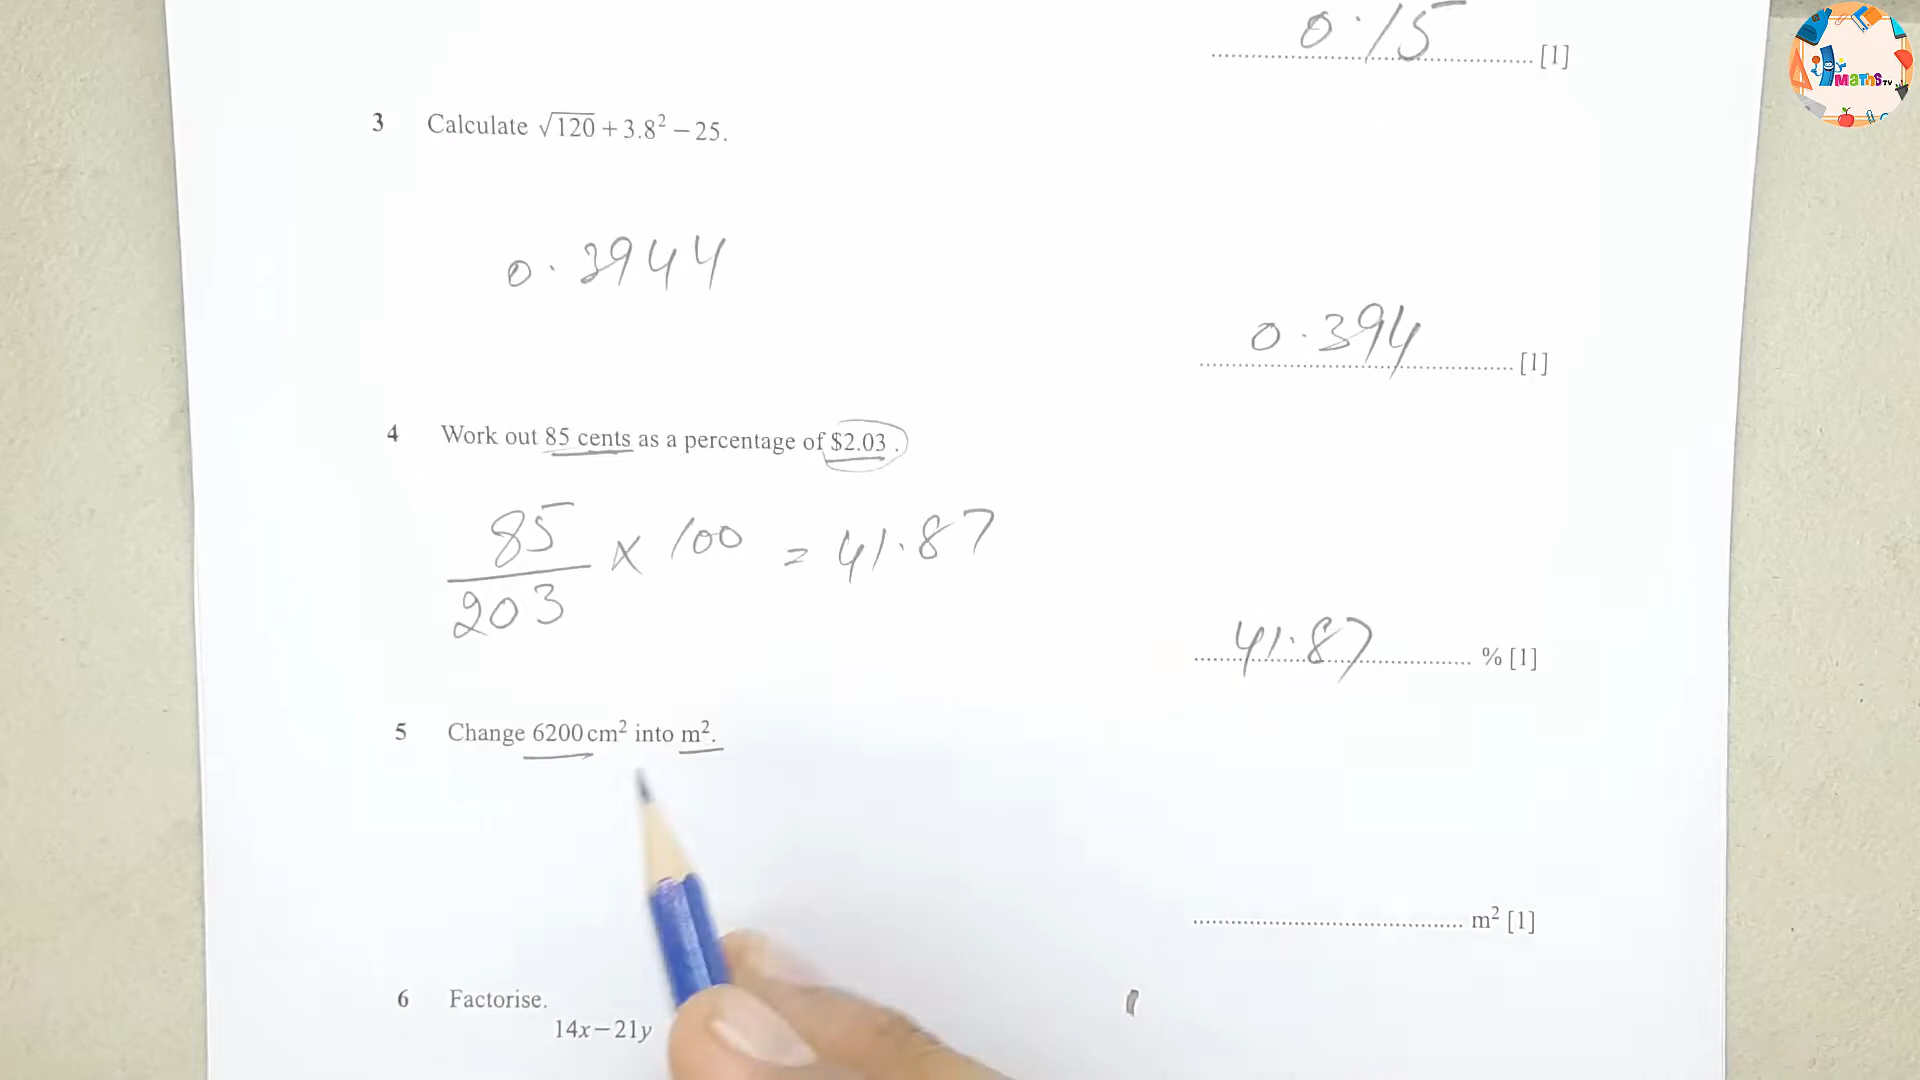 0.15
[1]
MATHS TV
3 Calculate √120 + 3.8² − 25.
0.3944
0.394
[1]
4 Work out 85 cents as a percentage of $2.03 .
85/203 × 100 = 41.87
41.87
% [1]
5 Change 6200 cm² into m².
m² [1]
6 Factorise.
14x − 21y